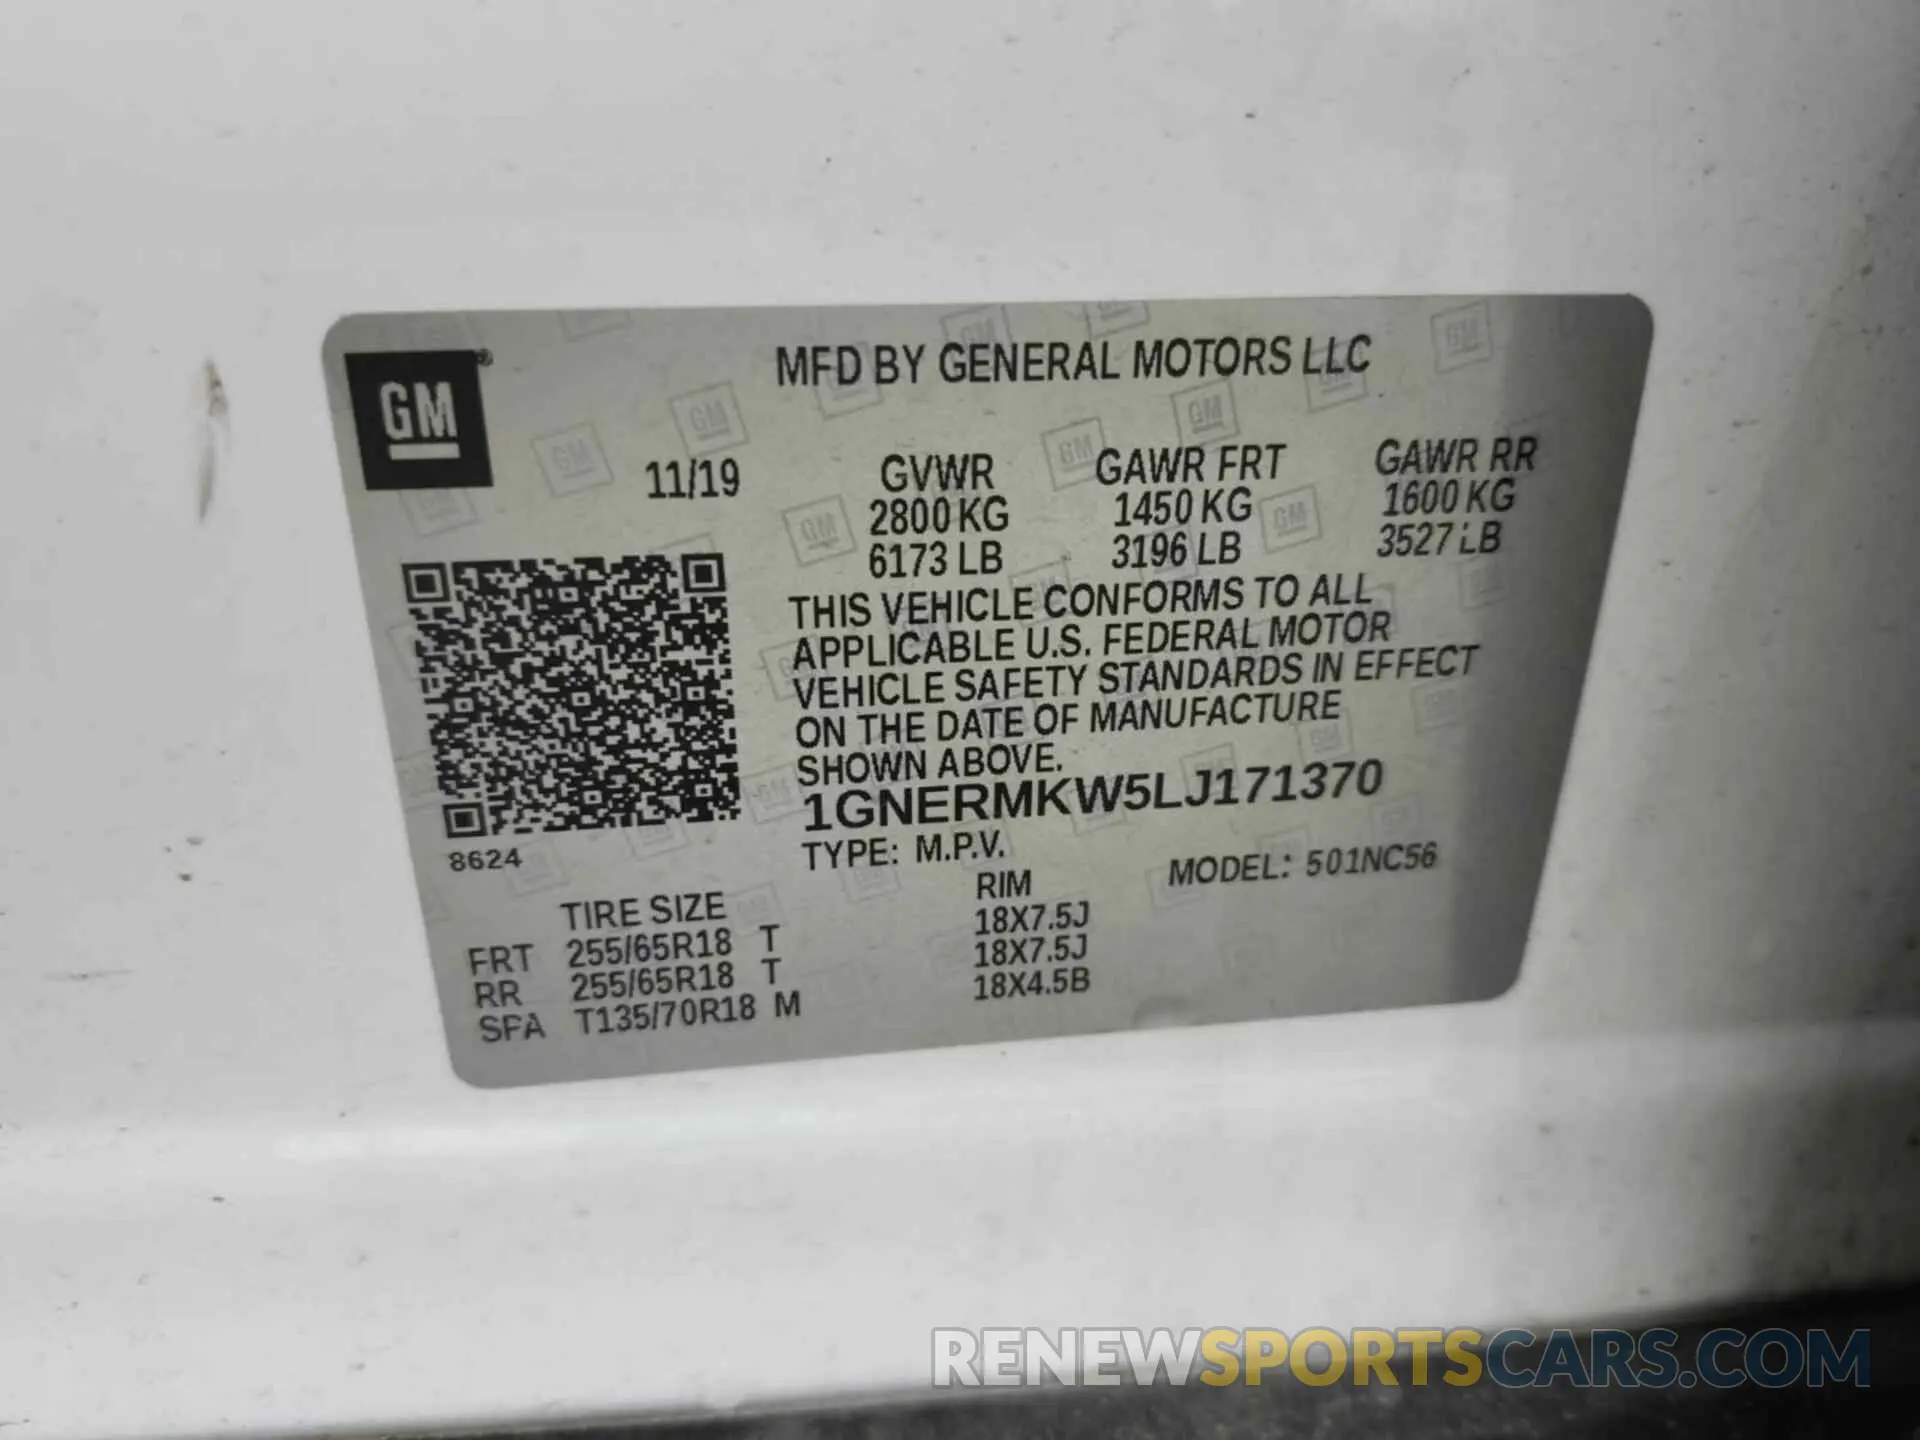 GM®
MFD BY GENERAL MOTORS LLC
11/19 GVWR GAWR FRT GAWR RR
2800 KG 1450 KG 1600 KG
6173 LB 3196 LB 3527 LB
THIS VEHICLE CONFORMS TO ALL
APPLICABLE U.S. FEDERAL MOTOR
VEHICLE SAFETY STANDARDS IN EFFECT
ON THE DATE OF MANUFACTURE
SHOWN ABOVE.
1GNERMKW5LJ171370
8624
TYPE: M.P.V. MODEL: 501NC56
TIRE SIZE RIM
FRT 255/65R18 T 18X7.5J
RR 255/65R18 T 18X7.5J
SPA T135/70R18 M 18X4.5B
RENEWSPORTSCARS.COM